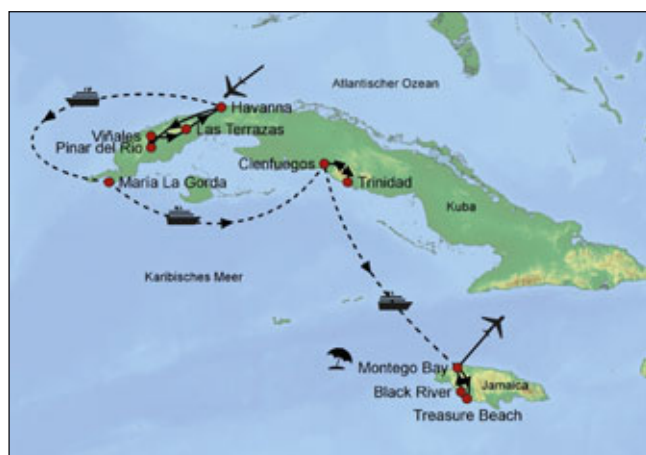 Atlantischer Ozean
Havanna
Viñales
Las Terrazas
Pinar del Rio
Cienfuegos
María La Gorda
Trinidad
Kuba
Karibisches Meer
Montego Bay
Jamaica
Black River
Treasure Beach